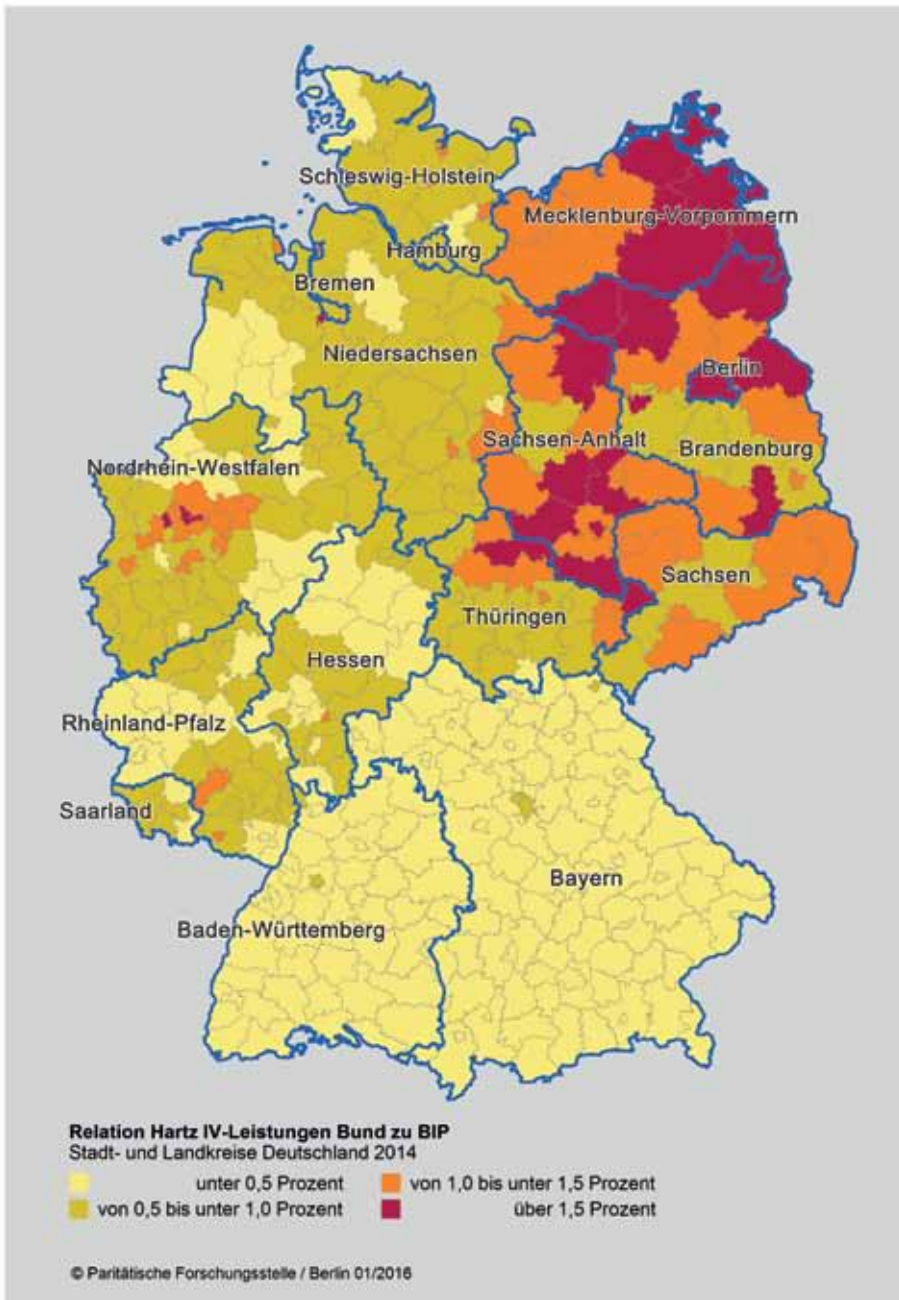 Schleswig-Holstein
Mecklenburg-Vorpommern
Hamburg
Bremen
Niedersachsen
Berlin
Sachsen-Anhalt
Brandenburg
Nordrhein-Westfalen
Sachsen
Thüringen
Hessen
Rheinland-Pfalz
Saarland
Bayern
Baden-Württemberg
Relation Hartz IV-Leistungen Bund zu BIP
Stadt- und Landkreise Deutschland 2014
unter 0,5 Prozent
von 1,0 bis unter 1,5 Prozent
von 0,5 bis unter 1,0 Prozent
über 1,5 Prozent
© Paritätische Forschungsstelle / Berlin 01/2016